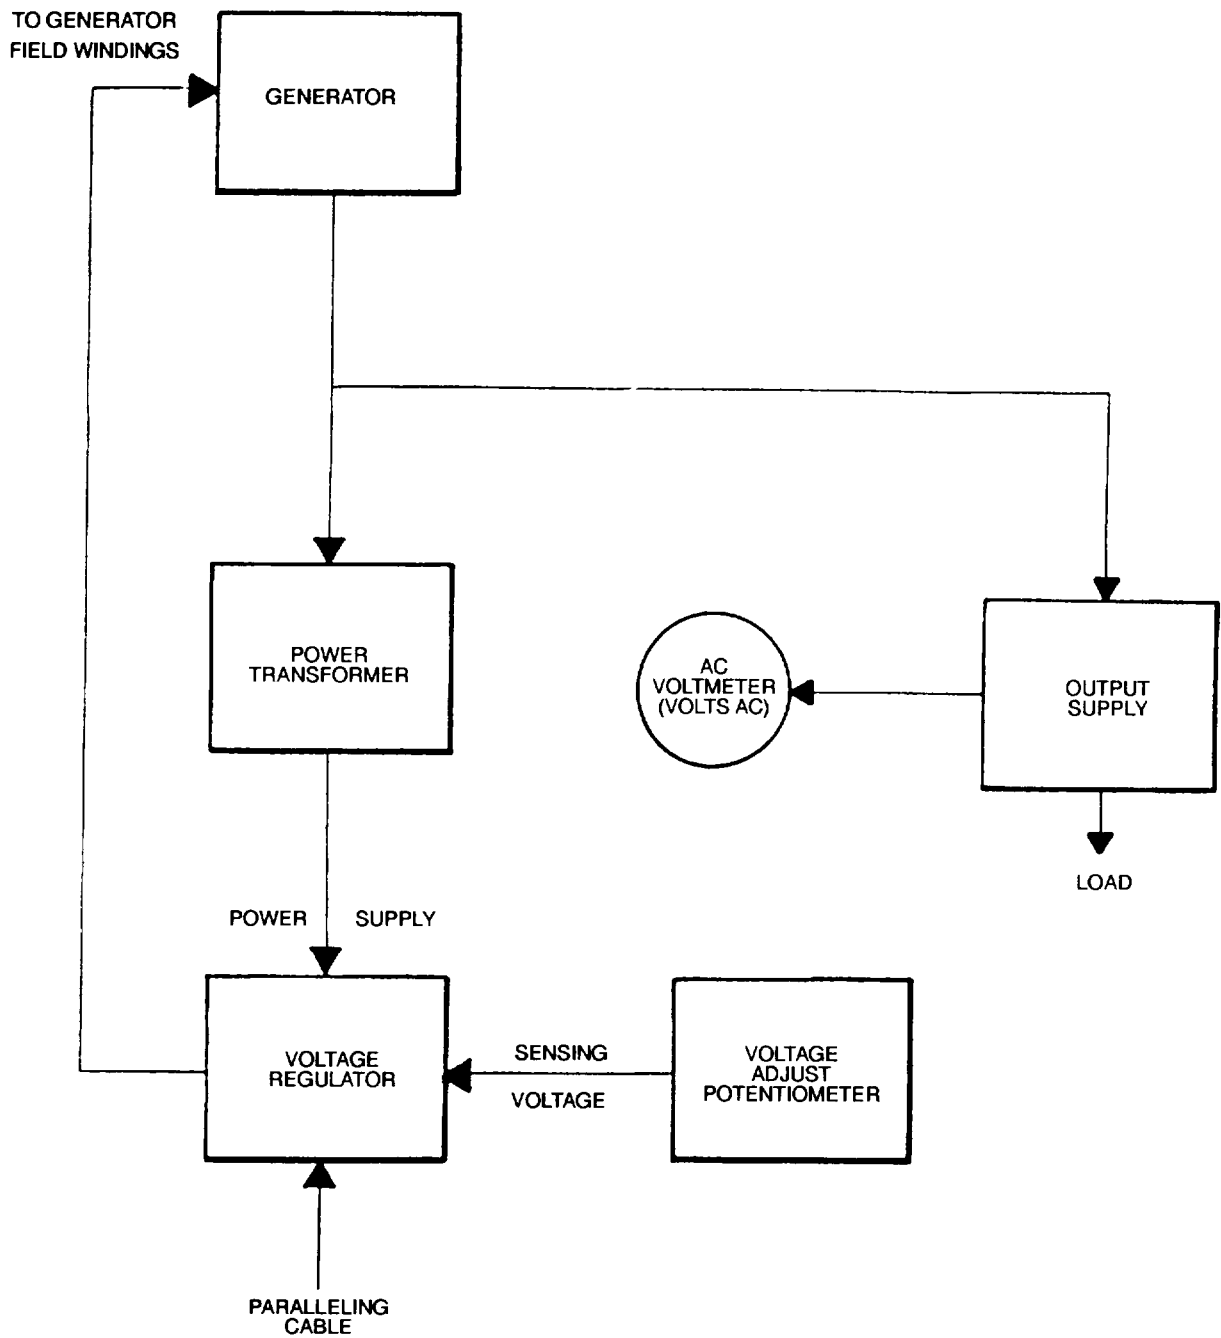 TO GENERATOR
FIELD WINDINGS
GENERATOR
POWER
TRANSFORMER
AC
VOLTMETER
(VOLTS AC)
OUTPUT
SUPPLY
LOAD
POWER SUPPLY
VOLTAGE
REGULATOR
SENSING
VOLTAGE
VOLTAGE
ADJUST
POTENTIOMETER
PARALLELING
CABLE